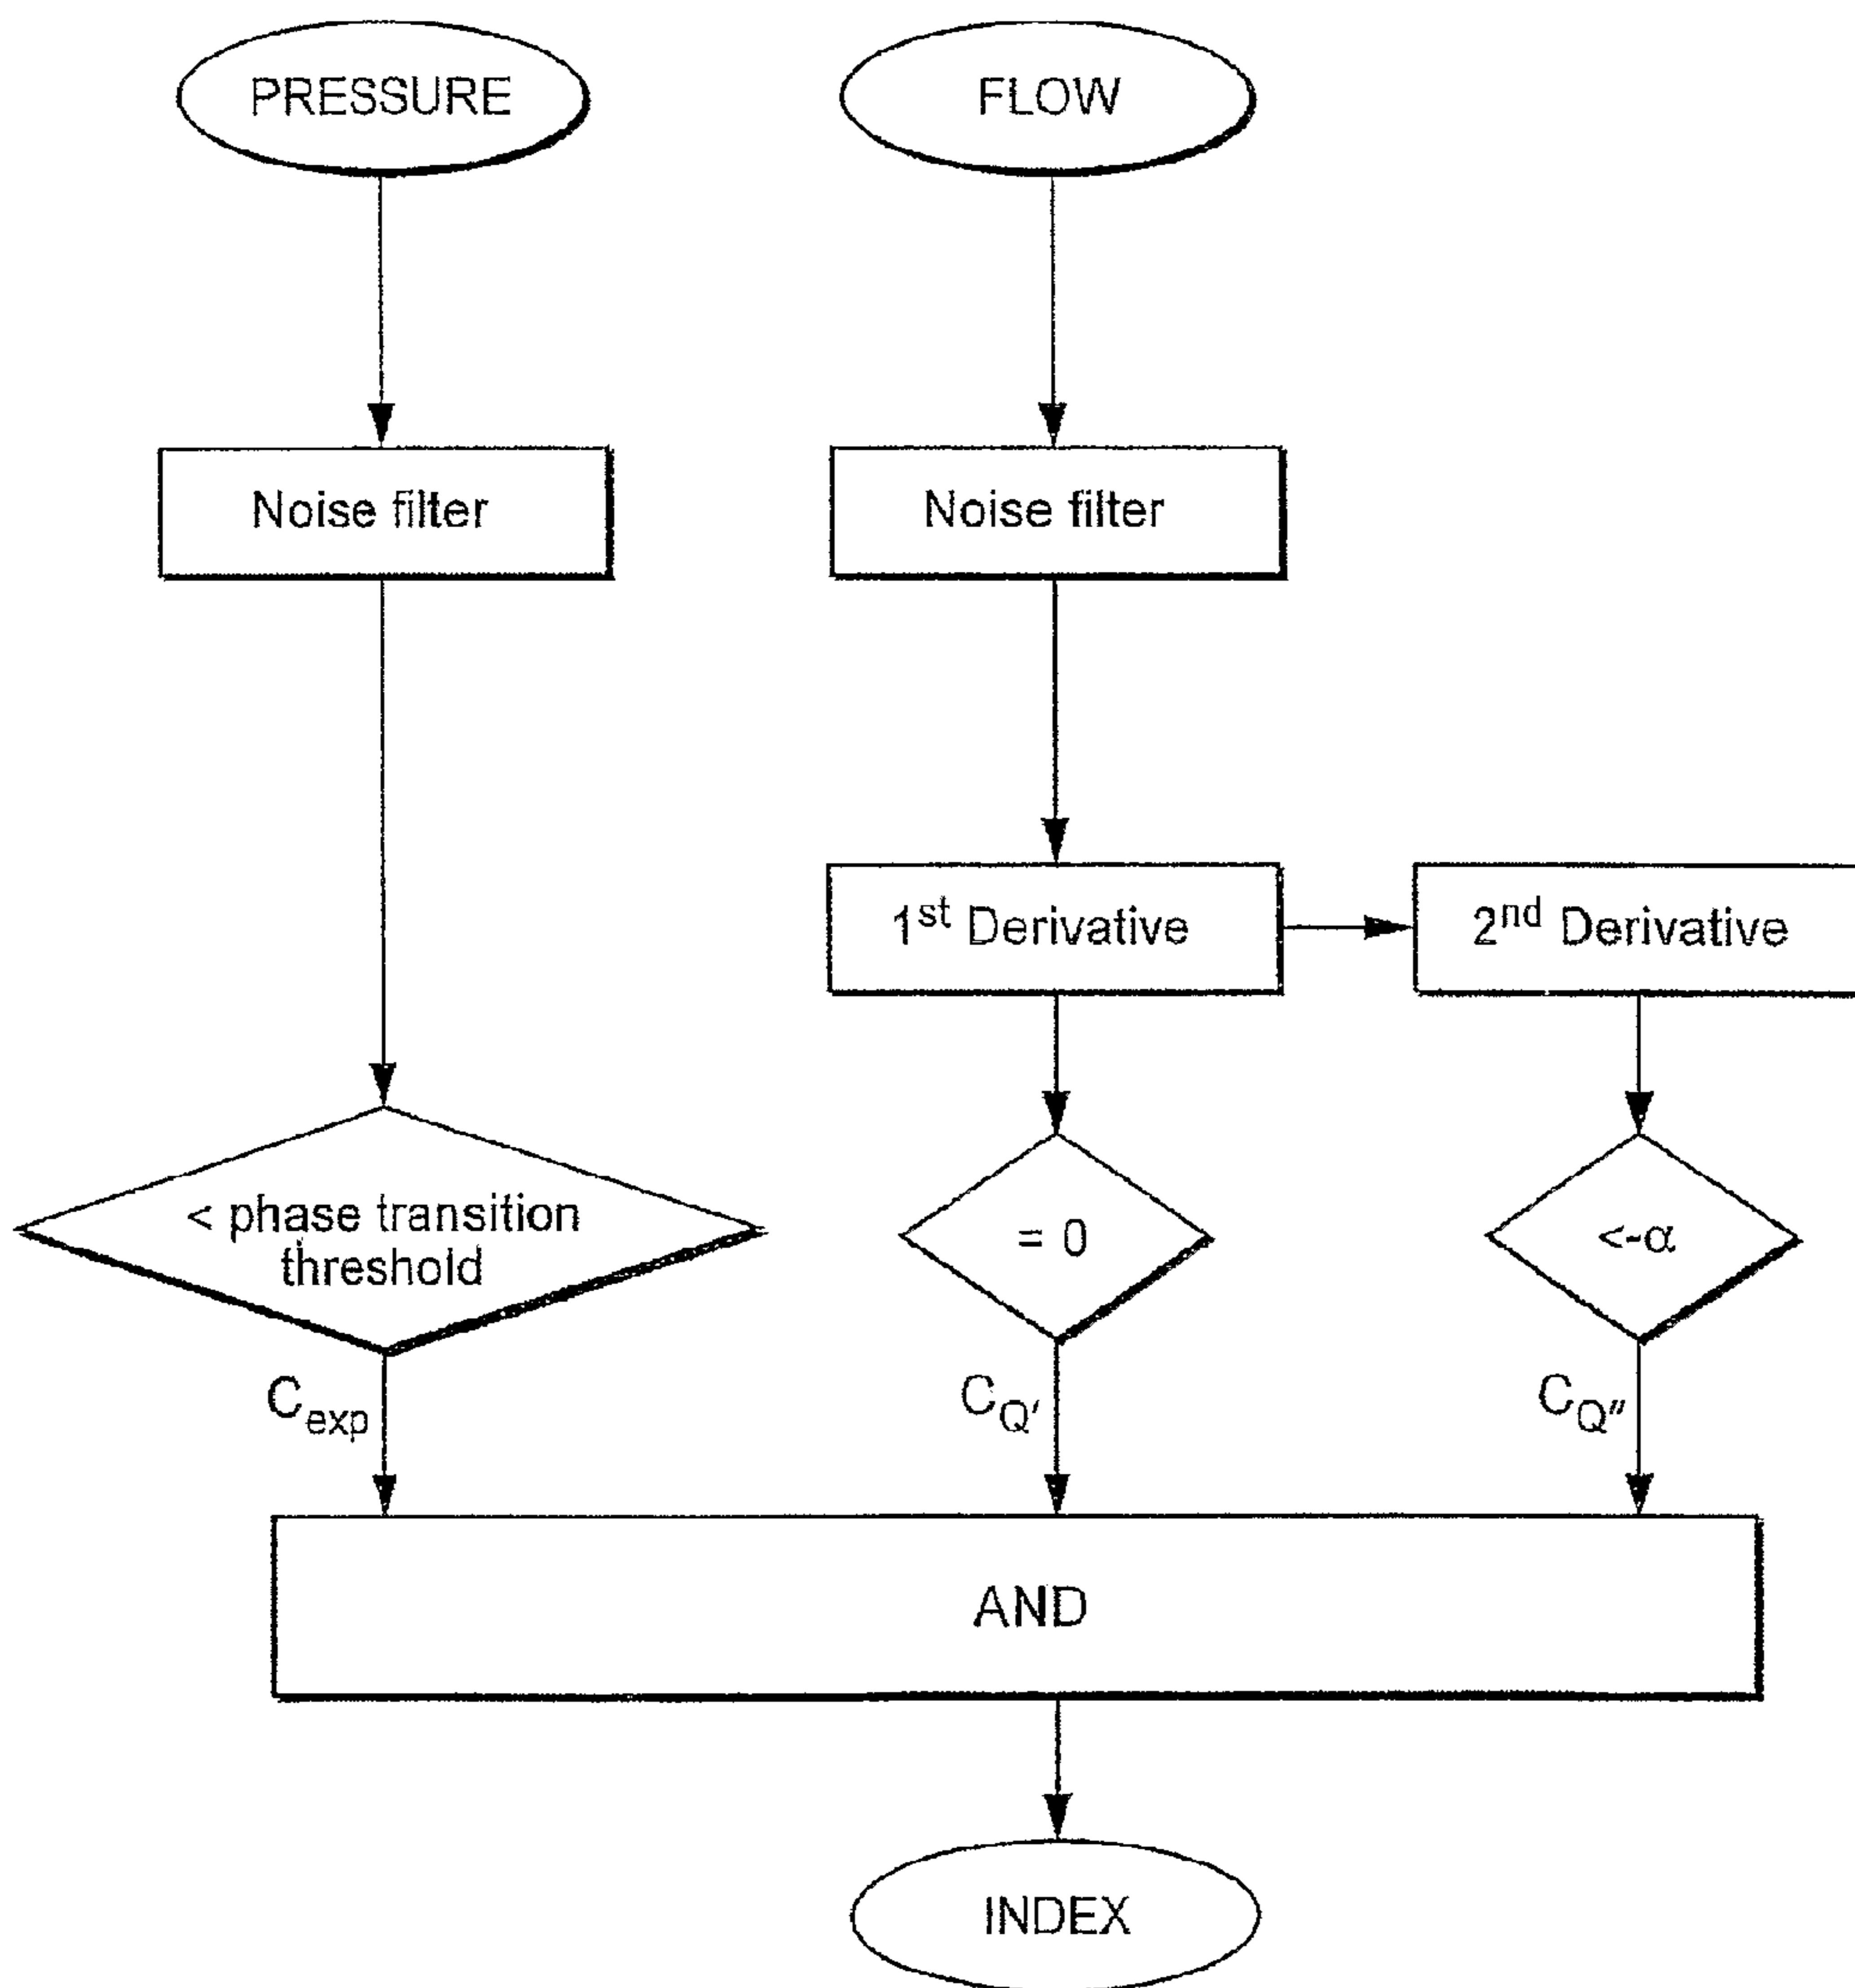 PRESSURE
FLOW
Noise filter
Noise filter
1st Derivative
2nd Derivative
< phase transition
threshold
= 0
<-α
Cexp
CQ′
CQ″
AND
INDEX